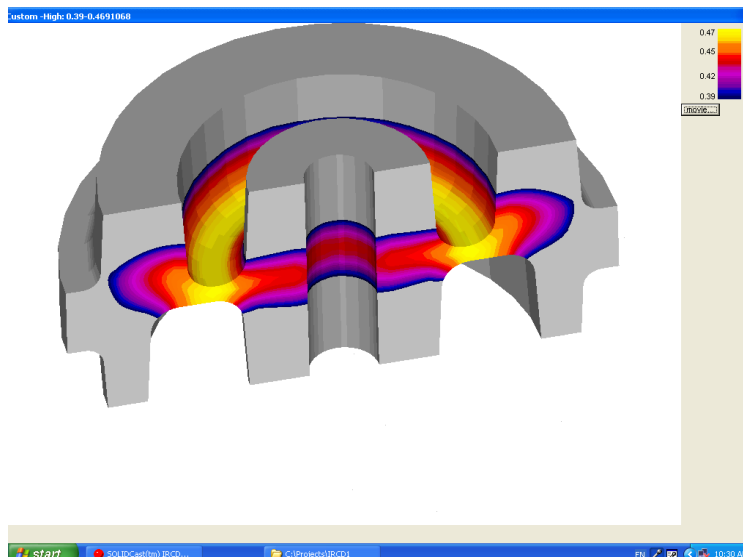 Custom -High: 0.39-0.4691068
0.47
0.45
0.42
0.39
movie...
start
SOLIDCast(tm) IRCD...
C:\Projects\IRCD1
EN
10:30 AM